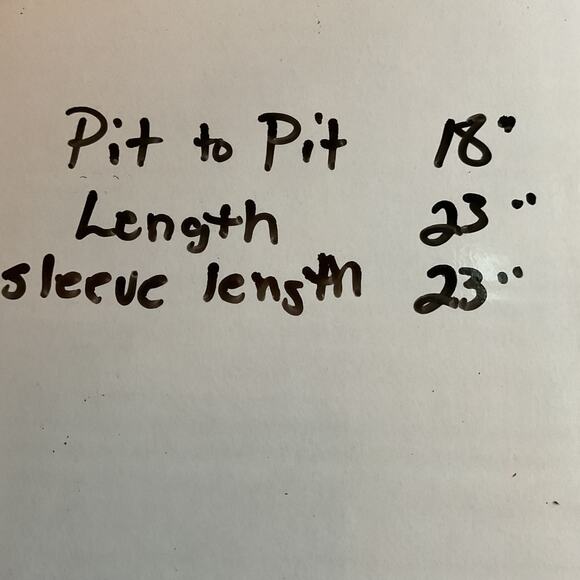 Pit to Pit 18"
Length 23"
sleeve length 23"